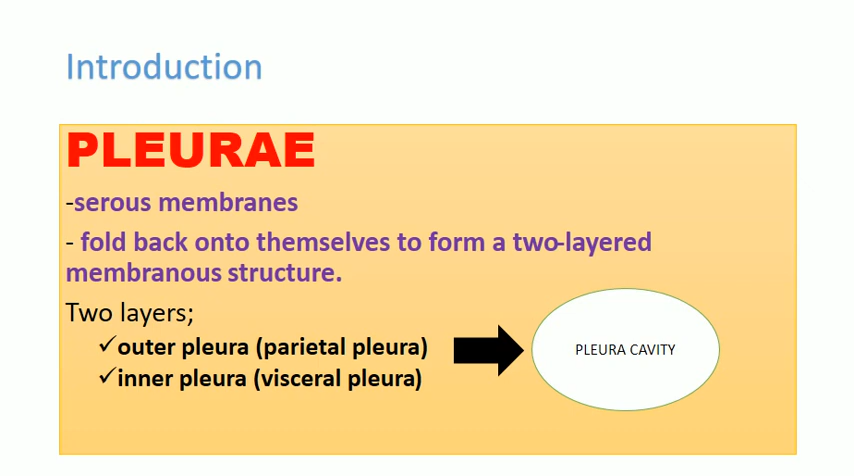 Introduction
PLEURAE
-serous membranes
- fold back onto themselves to form a two-layered
membranous structure.
Two layers;
✓outer pleura (parietal pleura)
✓inner pleura (visceral pleura)
PLEURA CAVITY